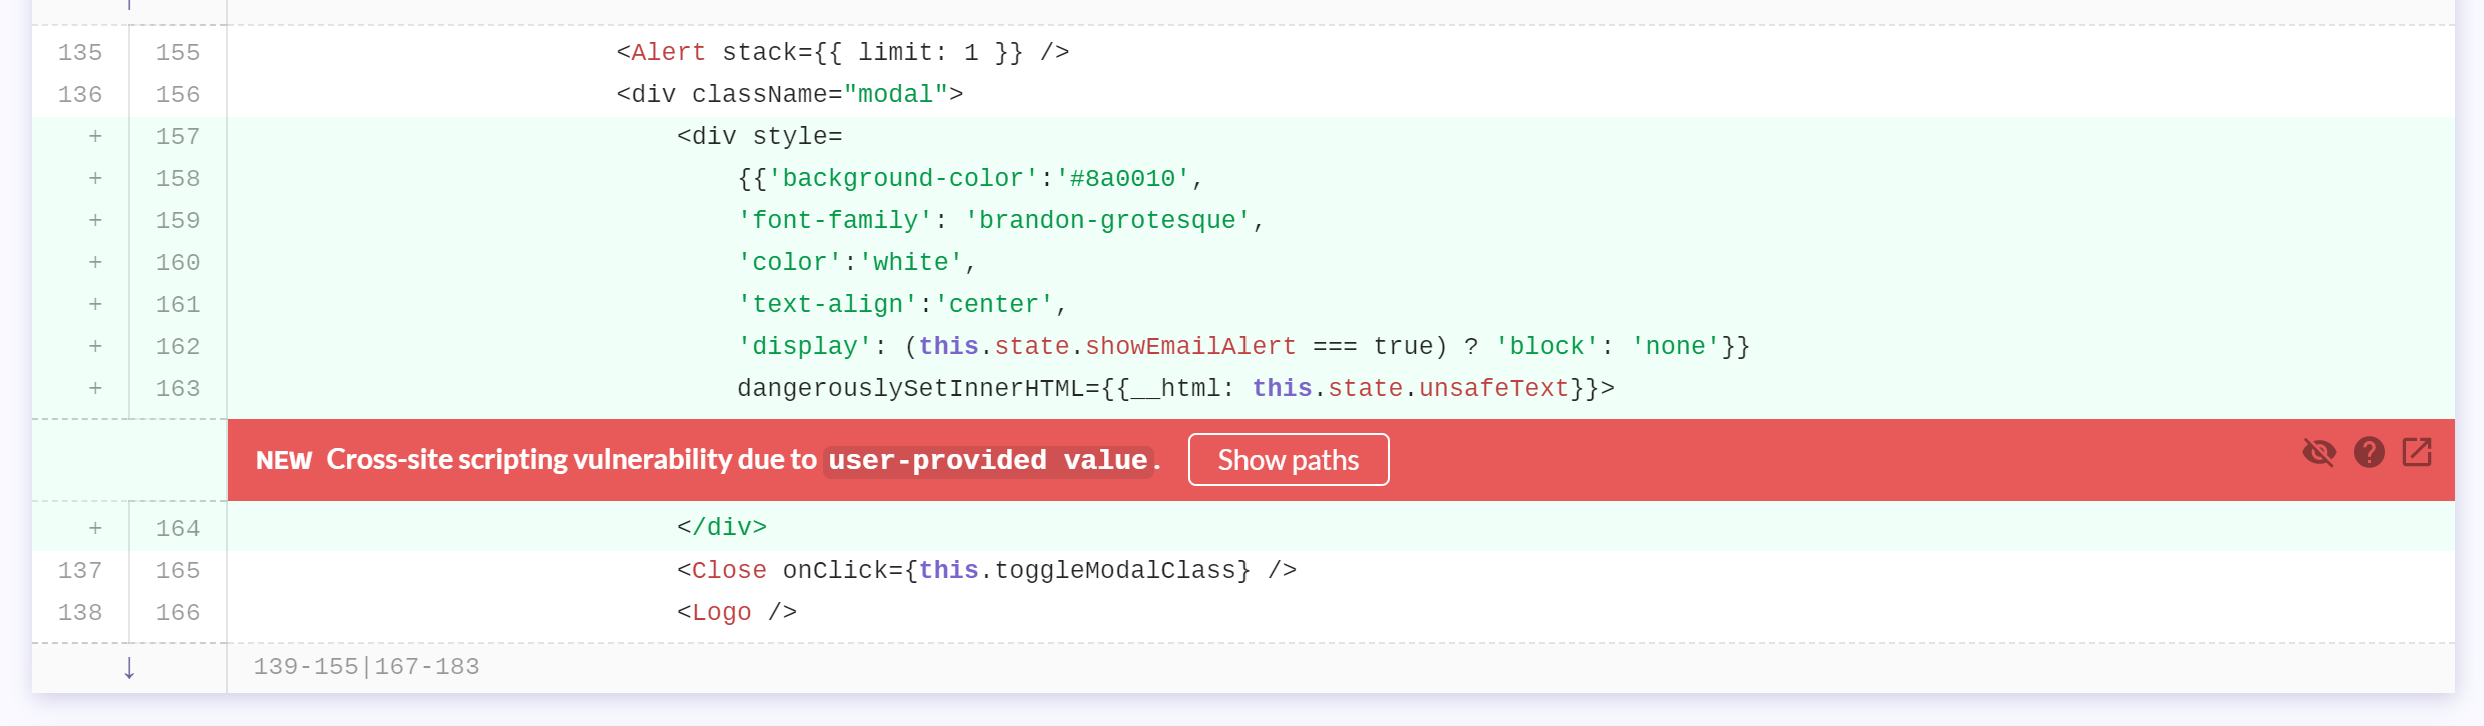 135 155 <Alert stack={{ limit: 1 }} />
136 156 <div className="modal">
+ 157 <div style=
+ 158 {{'background-color':'#8a0010',
+ 159 'font-family': 'brandon-grotesque',
+ 160 'color':'white',
+ 161 'text-align':'center',
+ 162 'display': (this.state.showEmailAlert === true) ? 'block': 'none'}}
+ 163 dangerouslySetInnerHTML={{__html: this.state.unsafeText}}>
NEW Cross-site scripting vulnerability due to user-provided value. Show paths
+ 164 </div>
137 165 <Close onClick={this.toggleModalClass} />
138 166 <Logo />
↓ 139-155|167-183